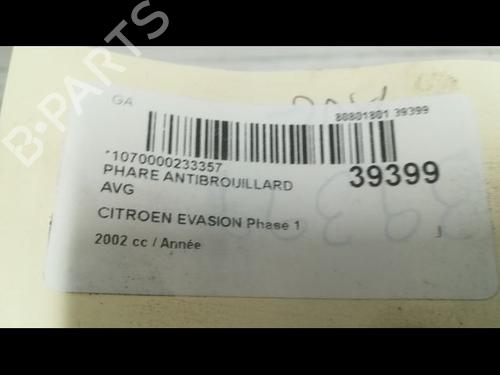 B-PARTS
GA
80801801 39399
*1070000233357
PHARE ANTIBROUILLARD
AVG
39399
CITROEN EVASION Phase 1
2002 cc / Année
J